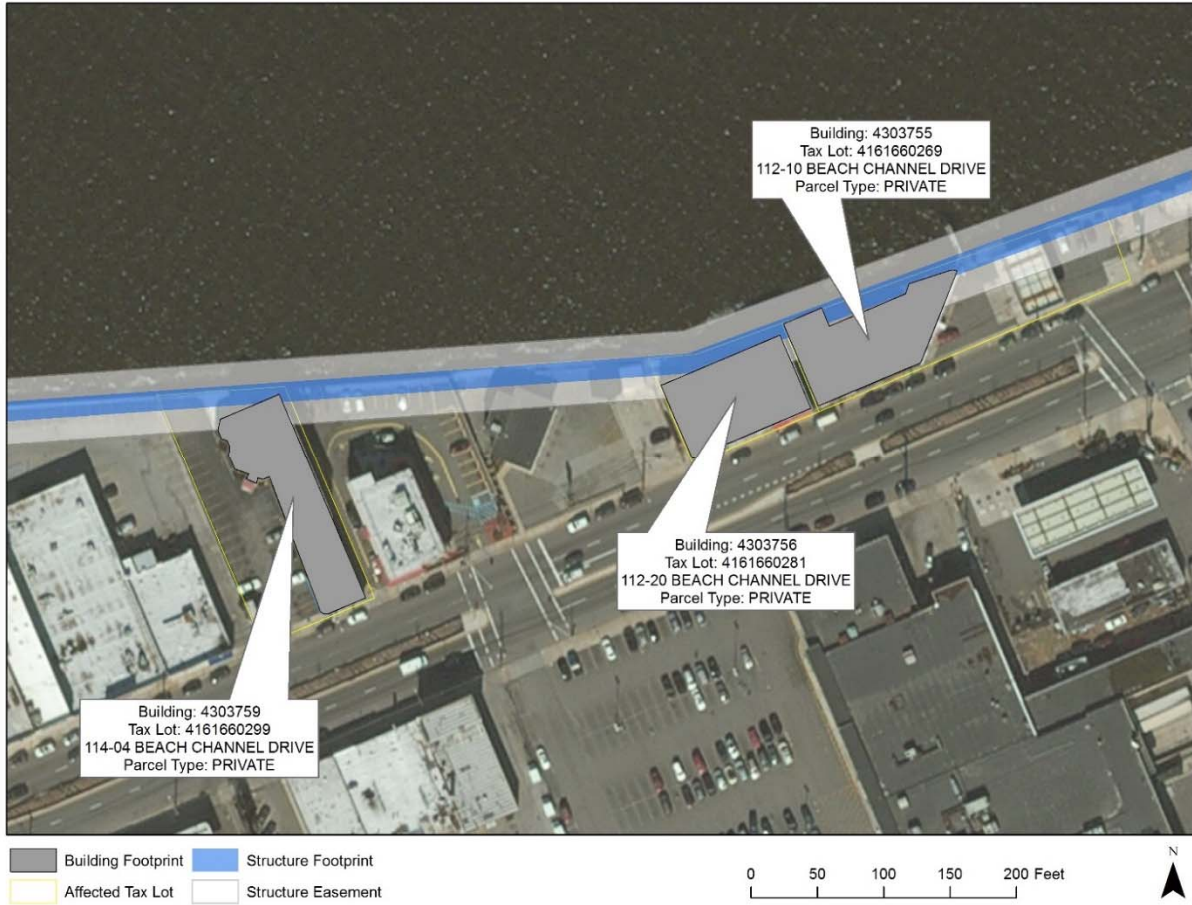 Building: 4303755
Tax Lot: 4161660269
112-10 BEACH CHANNEL DRIVE
Parcel Type: PRIVATE
Building: 4303756
Tax Lot: 4161660281
112-20 BEACH CHANNEL DRIVE
Parcel Type: PRIVATE
Building: 4303759
Tax Lot: 4161660299
114-04 BEACH CHANNEL DRIVE
Parcel Type: PRIVATE
Building Footprint
Structure Footprint
Affected Tax Lot
Structure Easement
0 50 100 150 200 Feet
N